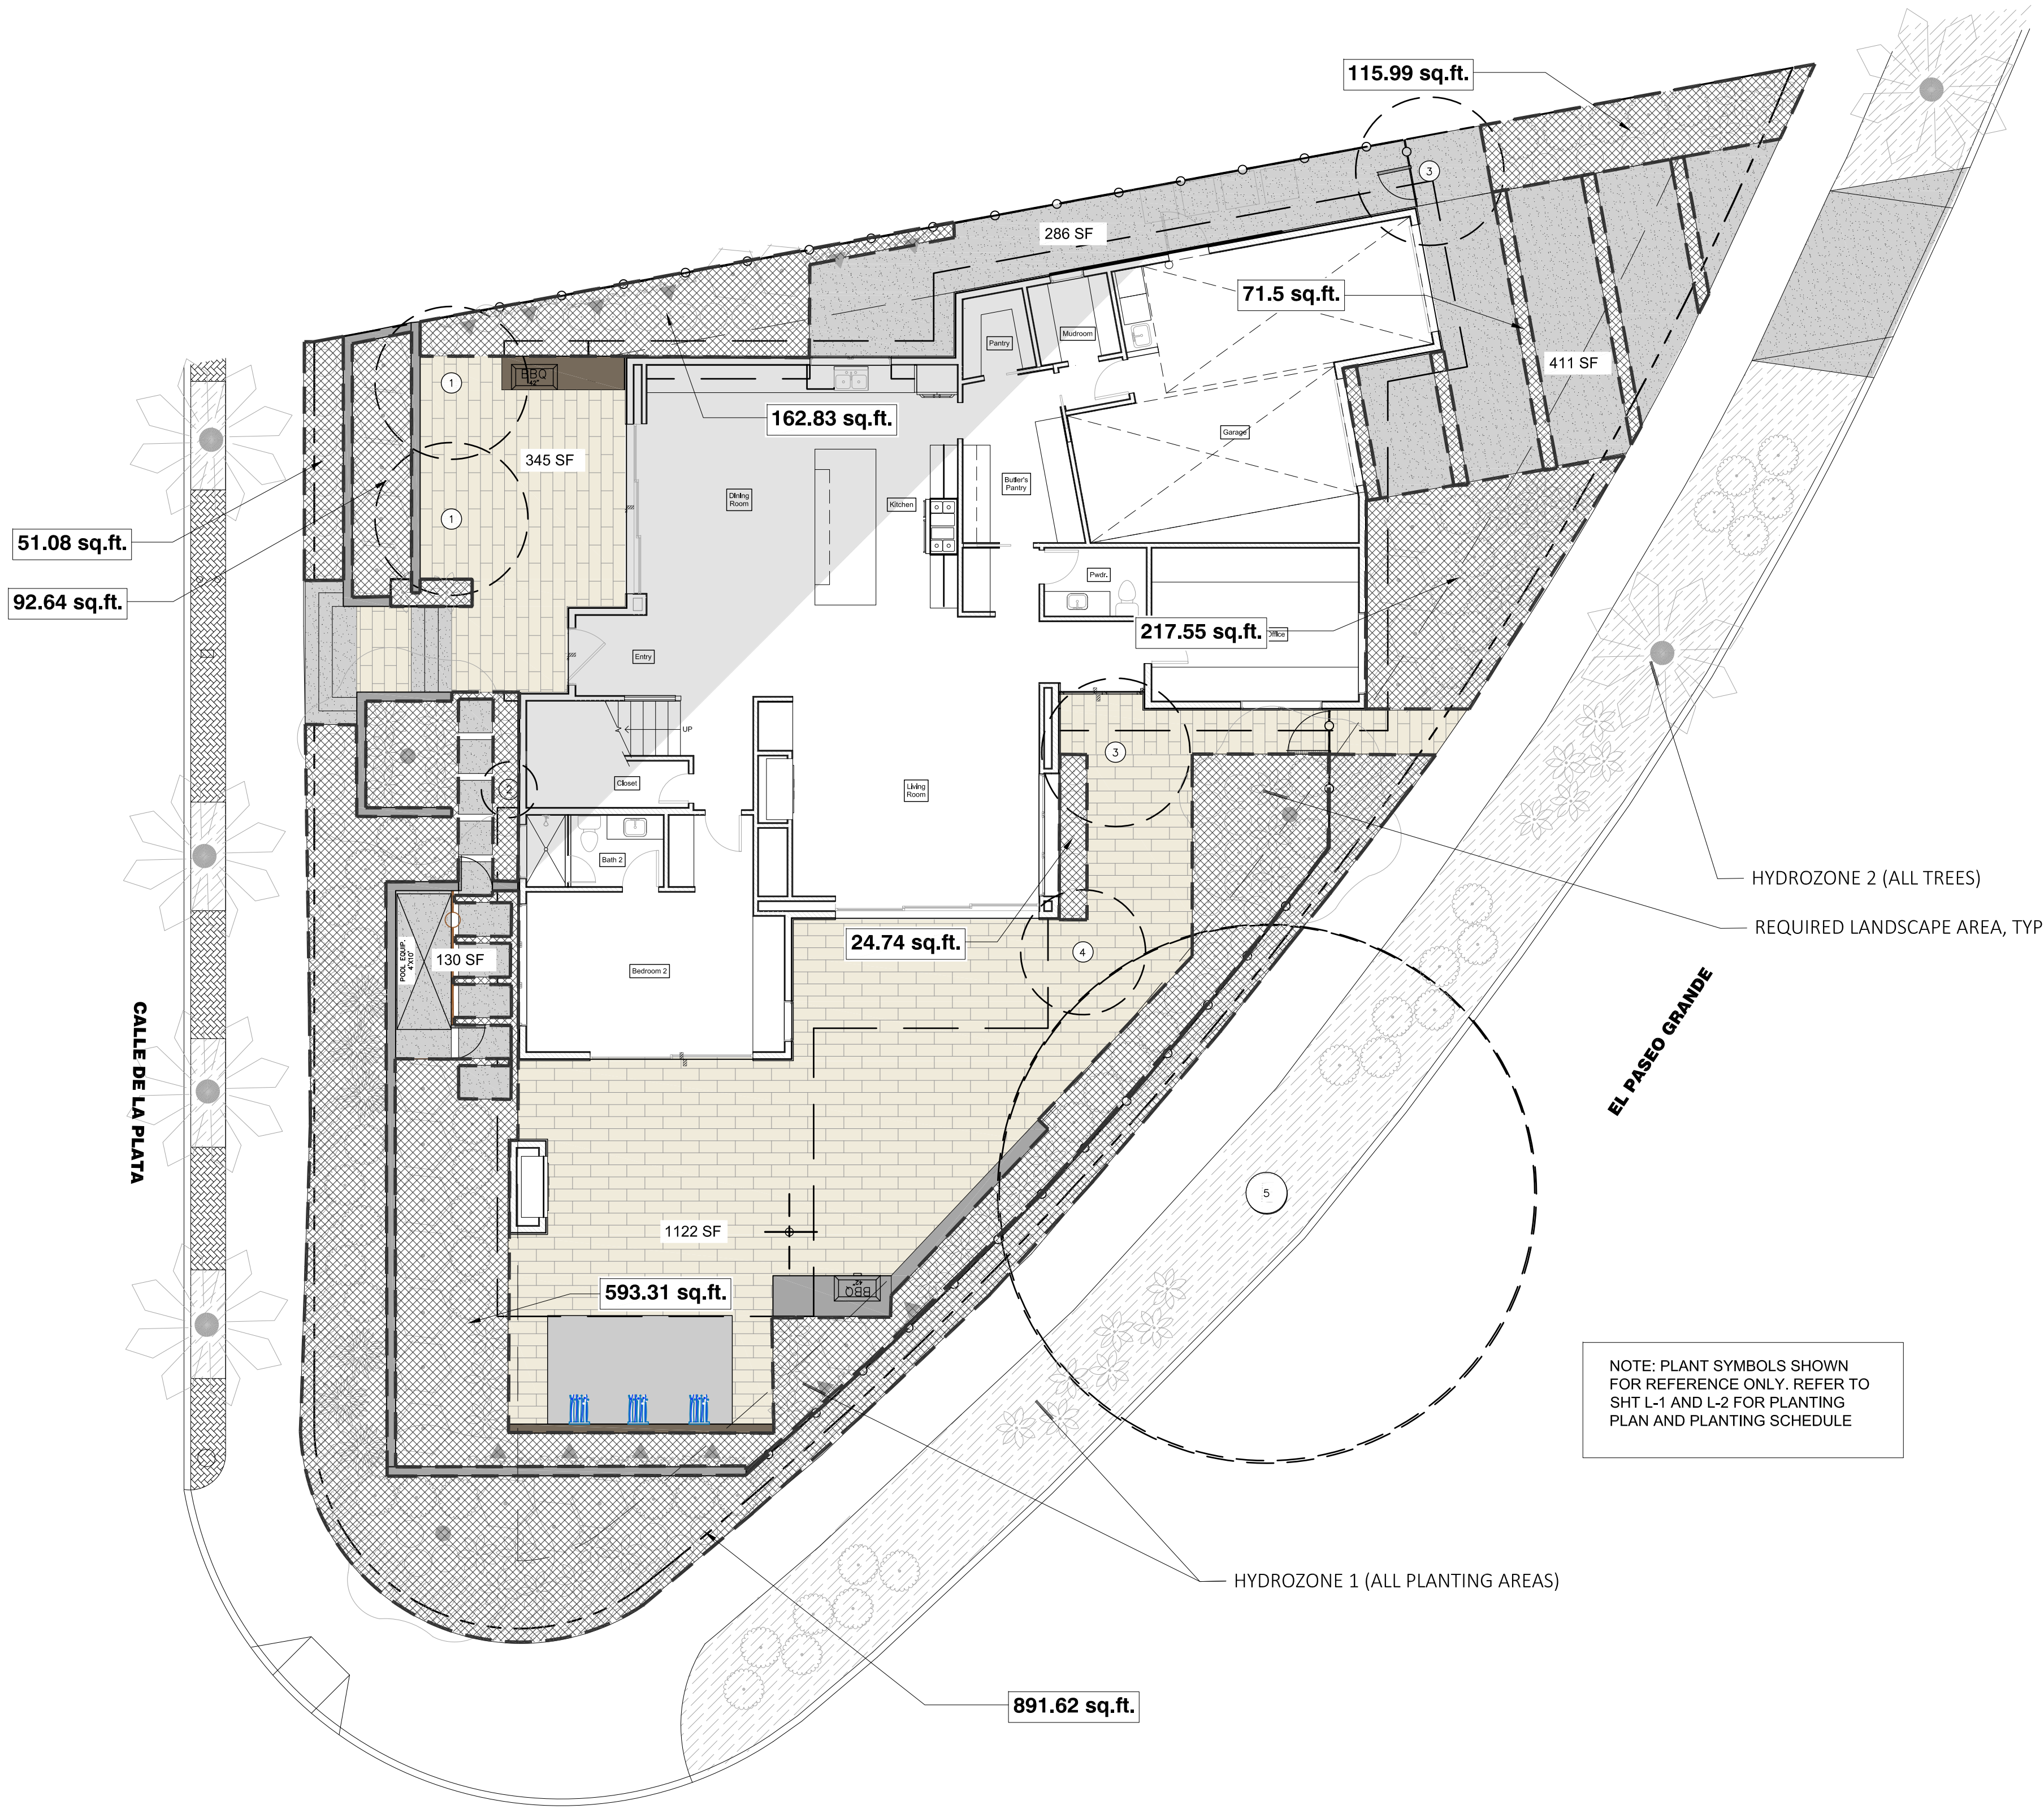 115.99 sq.ft.
3
286 SF
71.5 sq.ft.
Mudroom
Pantry
411 SF
BBQ
42"
1
162.83 sq.ft.
Garage
345 SF
Dining
Room
Kitchen
Butler's
Pantry
1
51.08 sq.ft.
92.64 sq.ft.
Pwdr.
217.55 sq.ft.
Office
Entry
UP
3
Closet
Living
Room
2
Bath 2
HYDROZONE 2 (ALL TREES)
REQUIRED LANDSCAPE AREA, TYP
24.74 sq.ft.
4
POOL EQUIP.
4'X10'
130 SF
Bedroom 2
CALLE DE LA PLATA
EL PASEO GRANDE
5
1122 SF
593.31 sq.ft.
BBQ
42"
NOTE: PLANT SYMBOLS SHOWN
FOR REFERENCE ONLY. REFER TO
SHT L-1 AND L-2 FOR PLANTING
PLAN AND PLANTING SCHEDULE
HYDROZONE 1 (ALL PLANTING AREAS)
891.62 sq.ft.